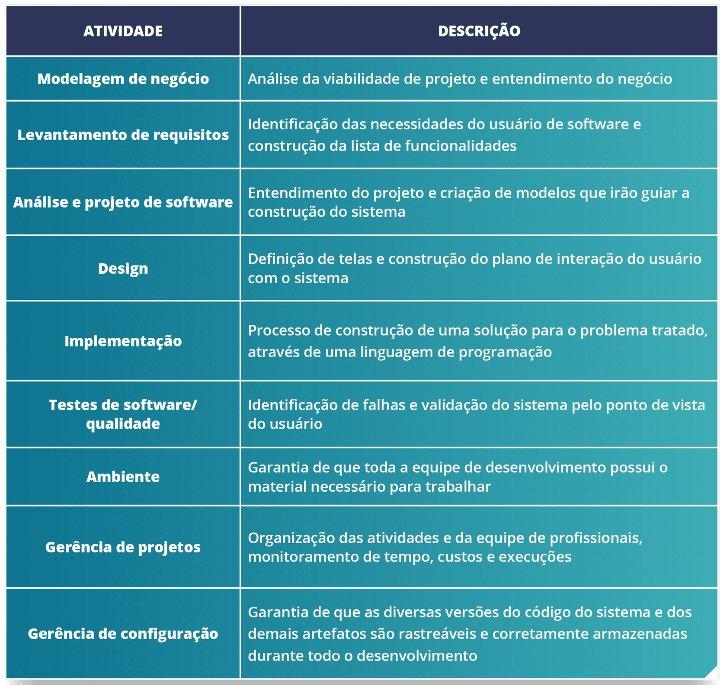 ATIVIDADE
DESCRIÇÃO
Modelagem de negócio
Análise da viabilidade de projeto e entendimento do negócio
Levantamento de requisitos
Identificação das necessidades do usuário de software e
construção da lista de funcionalidades
Análise e projeto de software
Entendimento do projeto e criação de modelos que irão guiar a
construção do sistema
Design
Definição de telas e construção do plano de interação do usuário
com o sistema
Implementação
Processo de construção de uma solução para o problema tratado,
através de uma linguagem de programação
Testes de software/
qualidade
Identificação de falhas e validação do sistema pelo ponto de vista
do usuário
Ambiente
Garantia de que toda a equipe de desenvolvimento possui o
material necessário para trabalhar
Gerência de projetos
Organização das atividades e da equipe de profissionais,
monitoramento de tempo, custos e execuções
Gerência de configuração
Garantia de que as diversas versões do código do sistema e dos
demais artefatos são rastreáveis e corretamente armazenadas
durante todo o desenvolvimento